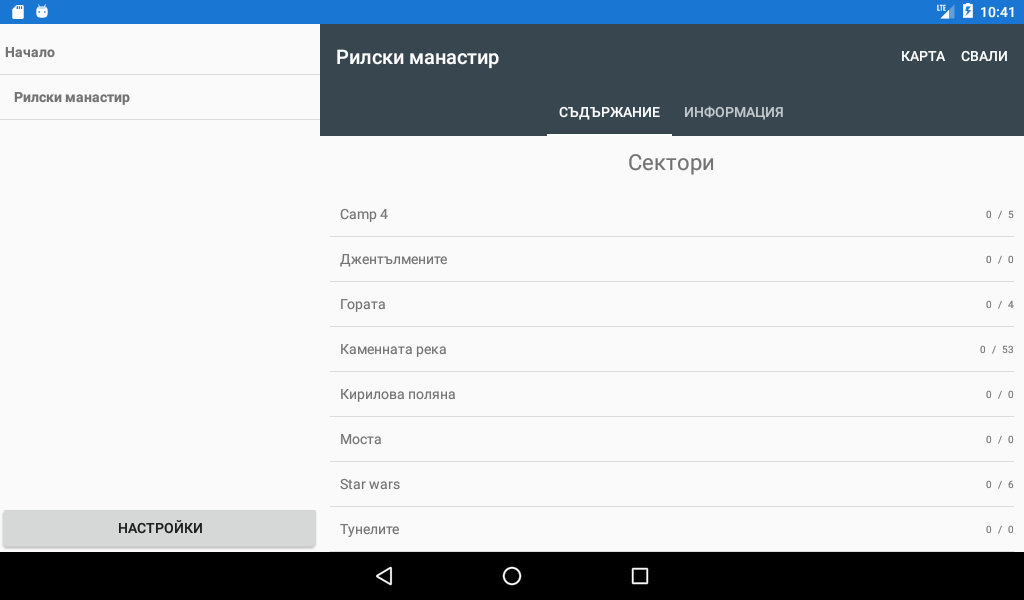 LTE 10:41
Начало
Рилски манастир
НАСТРОЙКИ
Рилски манастир КАРТА СВАЛИ
СЪДЪРЖАНИЕ ИНФОРМАЦИЯ
Сектори
Camp 4 0 / 5
Джентълмените 0 / 0
Гората 0 / 4
Каменната река 0 / 53
Кирилова поляна 0 / 0
Моста 0 / 0
Star wars 0 / 6
Тунелите 0 / 0